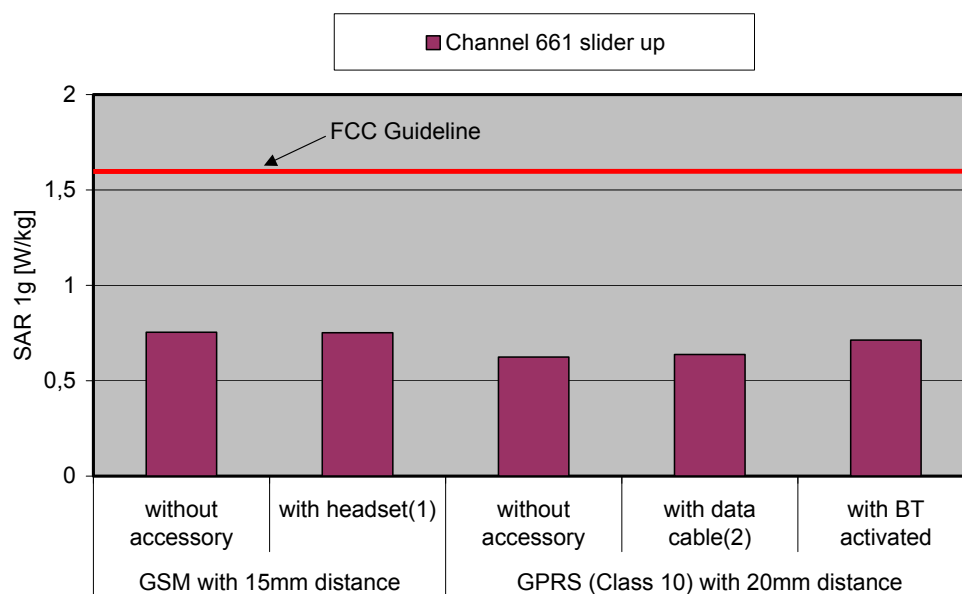 Channel 661 slider up
FCC Guideline
SAR 1g [W/kg]
2
1,5
1
0,5
0
without
accessory
with headset(1)
without
accessory
with data
cable(2)
with BT
activated
GSM with 15mm distance
GPRS (Class 10) with 20mm distance